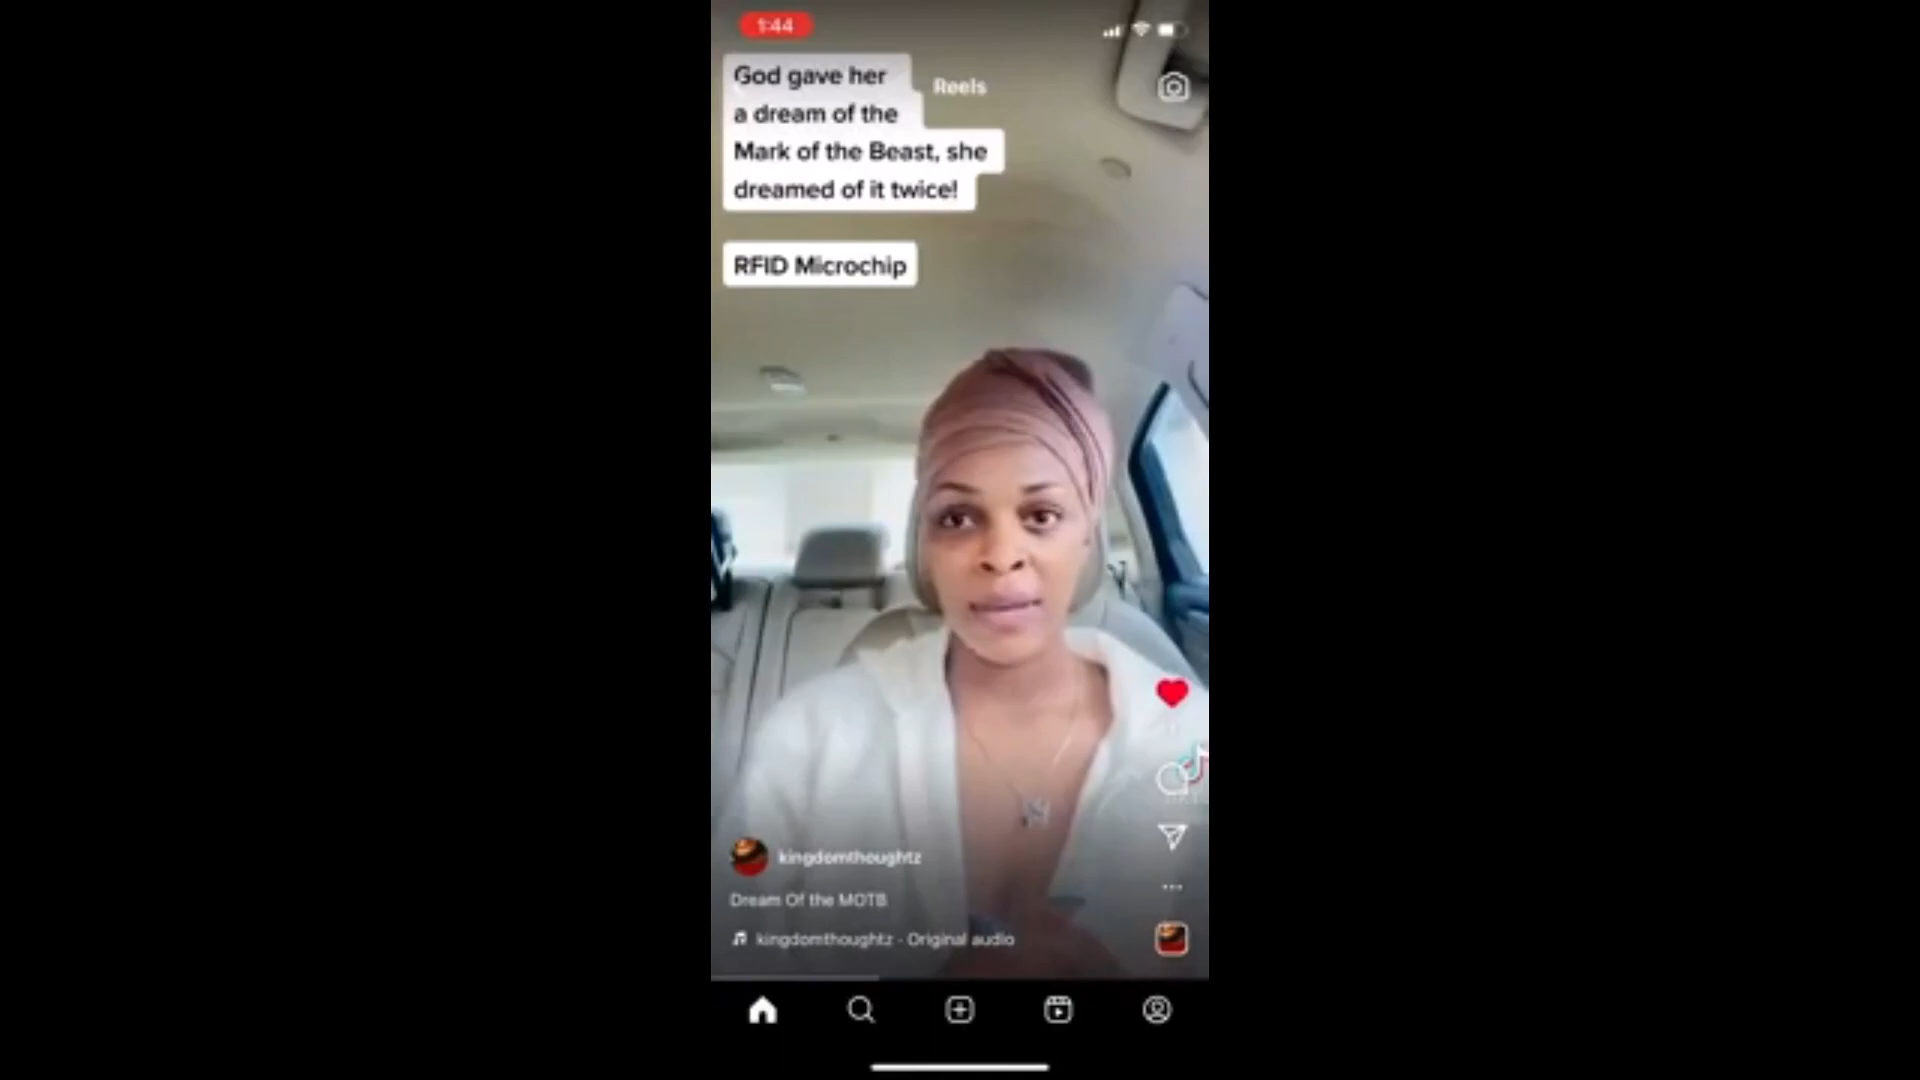 1:44
God gave her
a dream of the
Mark of the Beast, she
dreamed of it twice!
Reels
RFID Microchip
kingdomthoughtz
Dream Of the MOTB
kingdomthoughtz - Original audio